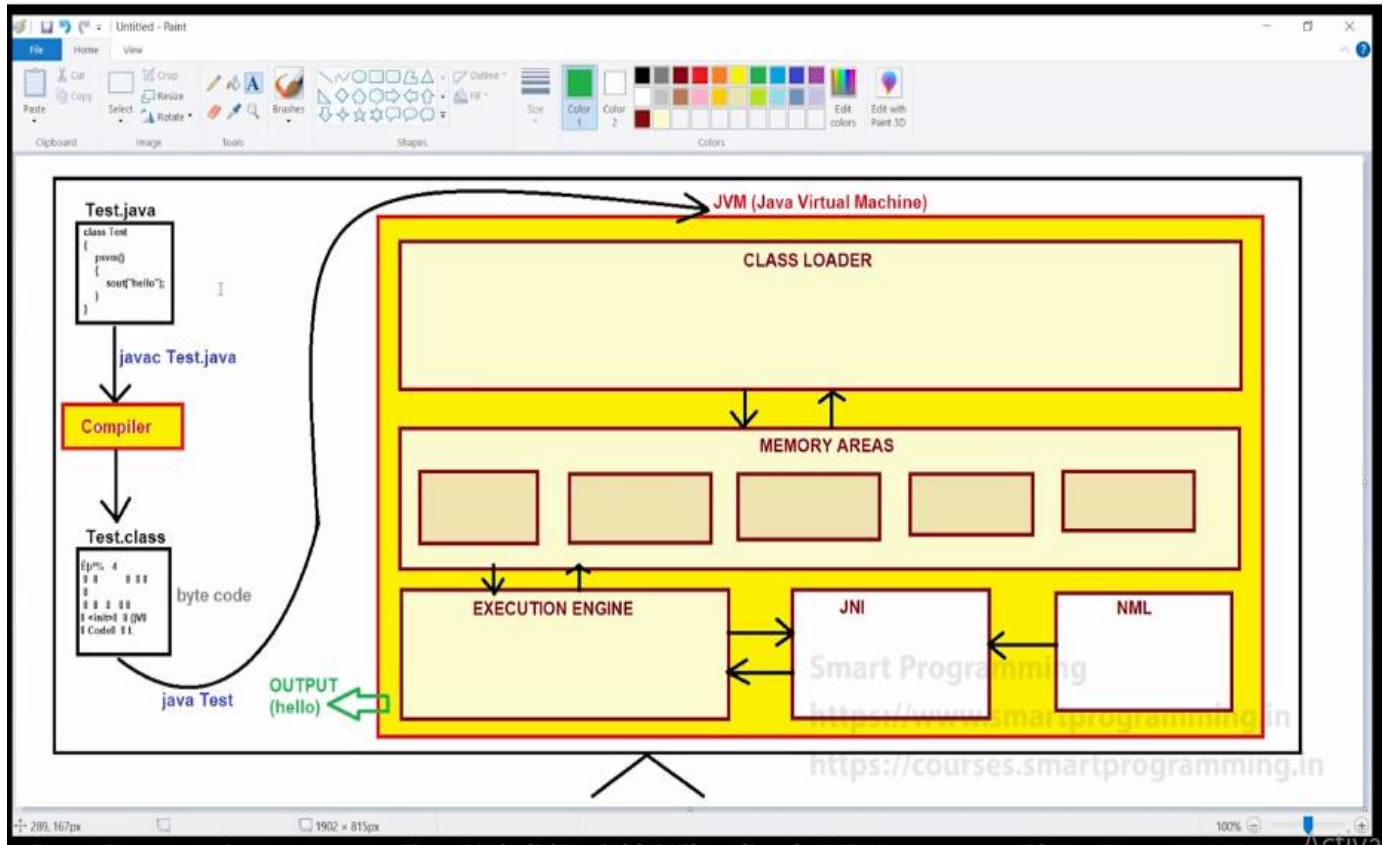 Untitled - Paint
File Home View
Paste
Cut
Copy
Clipboard
Select
Crop
Resize
Rotate
Image
Tools
Brushes
Shapes
Outline
Fill
Size
Color 1
Color 2
Edit colors
Edit with Paint 3D
Colors
Test.java
class Test
{
psvm()
{
sout("hello");
}
}
javac Test.java
Compiler
Test.class
<init>
byte code
java Test
OUTPUT
(hello)
JVM (Java Virtual Machine)
CLASS LOADER
MEMORY AREAS
EXECUTION ENGINE
JNI
NML
Smart Programming
https://www.smartprogramming.in
https://courses.smartprogramming.in
289, 167px
1902 × 815px
100%